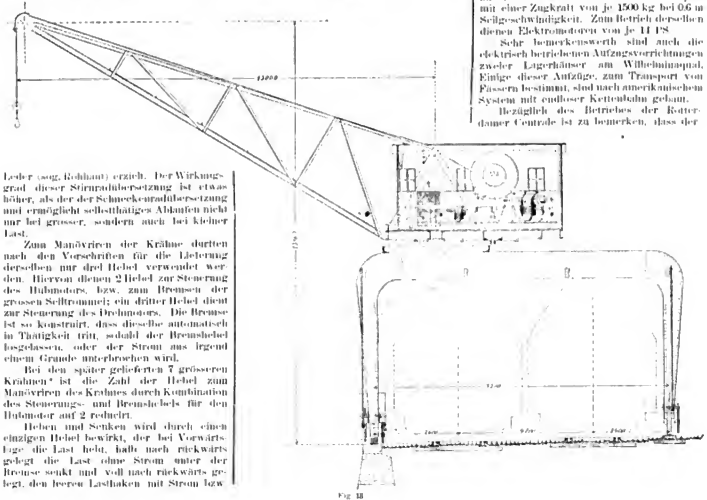 Leder (sog. Rohhaut) erzielt. Der Wirkungs-
grad dieser Stirnradübersetzung ist etwas
höher, als der der Schneckenradübersetzung
und ermöglicht selbstthätiges Ablaufen nicht
nur bei grosser, sondern auch bei kleiner
Last.
Zum Manövriren der Krähne durften
nach den Vorschriften für die Lieferung
derselben nur drei Hebel verwendet wer-
den. Hiervon dienen 2 Hebel zur Steuerung
des Hubmotors, bzw. zum Bremsen der
grossen Seiltrommel; ein dritter Hebel dient
zur Steuerung des Drehmotors. Die Bremse
ist so konstruirt, dass dieselbe automatisch
in Thätigkeit tritt, sobald der Bremshebel
losgelassen, oder der Strom aus irgend
einem Grunde unterbrochen wird.
Bei den später gelieferten 7 grösseren
Krähnen* ist die Zahl der Hebel zum
Manövriren des Krahnes durch Kombination
des Steuerungs- und Bremshebels für den
Hubmotor auf 2 reducirt.
Heben und Senken wird durch einen
einzigen Hebel bewirkt, der bei Vorwärts-
lage die Last hebt, halb nach rückwärts
gelegt die Last ohne Strom unter der
Bremse senkt und voll nach rückwärts ge-
legt, den leeren Lasthaken mit Strom bzw
mit einer Zugkraft von je 1500 kg bei 0.6 m
Seilgeschwindigkeit. Zum Betrieb derselben
dienen Elektromotoren von je 14 PS
Sehr bemerkenswerth sind auch die
elektrisch betriebenen Aufzugsvorrichtungen
zweier Lagerhäuser am Wilhelminaquai.
Einige dieser Aufzüge, zum Transport von
Fässern bestimmt, sind nach amerikanischem
System mit endloser Kettenbahn gebaut.
Bezüglich des Betriebes der Rotter-
damer Centrale ist zu bemerken, dass der
Fig 18